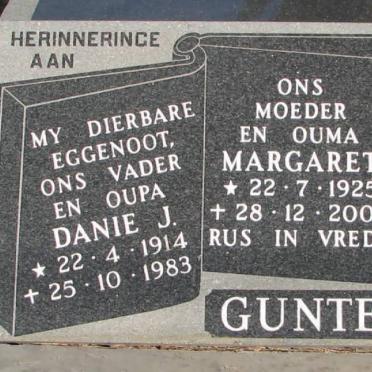 HERINNERINGE
AAN
MY DIERBARE
EGGENOOT,
ONS VADER
EN OUPA
DANIE J.
★ 22·4·1914
+ 25·10·1983
ONS
MOEDER
EN OUMA
MARGARET
★ 22·7·1925
+ 28·12·200
RUS IN VRED
GUNTE